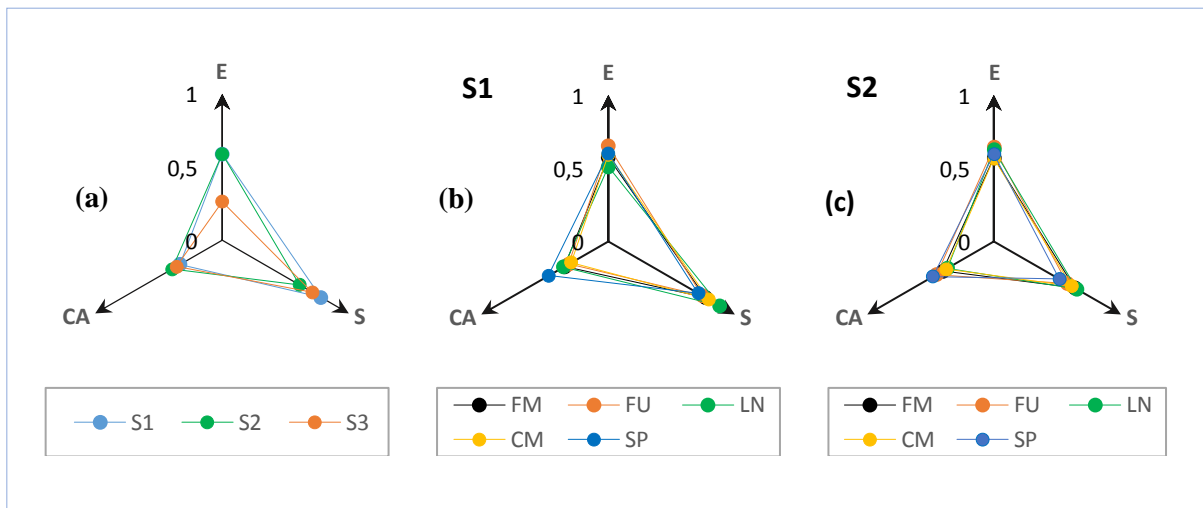 E
1
0,5
(a)
0
CA
S
S1 S2 S3
S1
E
1
0,5
(b)
0
CA
S
FM FU LN
CM SP
S2
E
1
0,5
(c)
0
CA
S
FM FU LN
CM SP